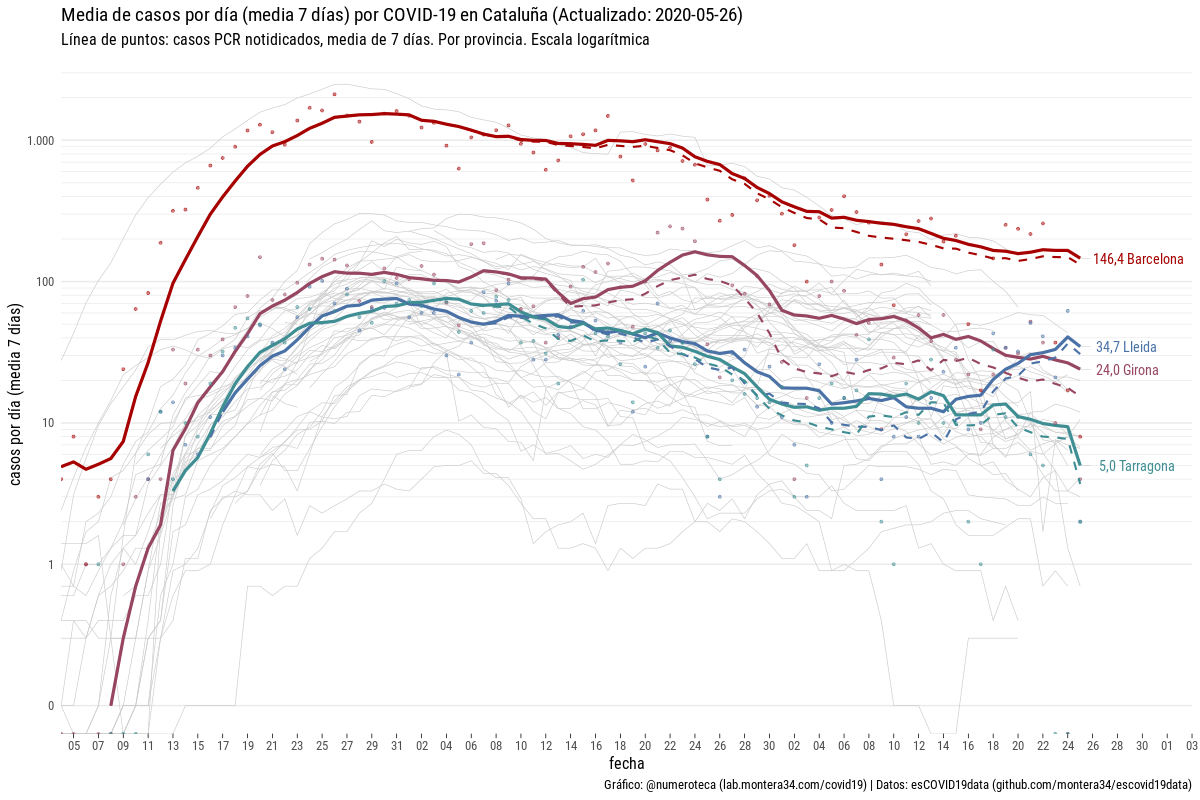 Media de casos por día (media 7 días) por COVID-19 en Cataluña (Actualizado: 2020-05-26)
Línea de puntos: casos PCR notidicados, media de 7 días. Por provincia. Escala logarítmica
casos por día (media 7 días)
1.000
100
10
1
0
146,4 Barcelona
34,7 Lleida
24,0 Girona
5,0 Tarragona
05 07 09 11 13 15 17 19 21 23 25 27 29 31 02 04 06 08 10 12 14 16 18 20 22 24 26 28 30 02 04 06 08 10 12 14 16 18 20 22 24 26 28 30 01 03
fecha
Gráfico: @numeroteca (lab.montera34.com/covid19) | Datos: esCOVID19data (github.com/montera34/escovid19data)